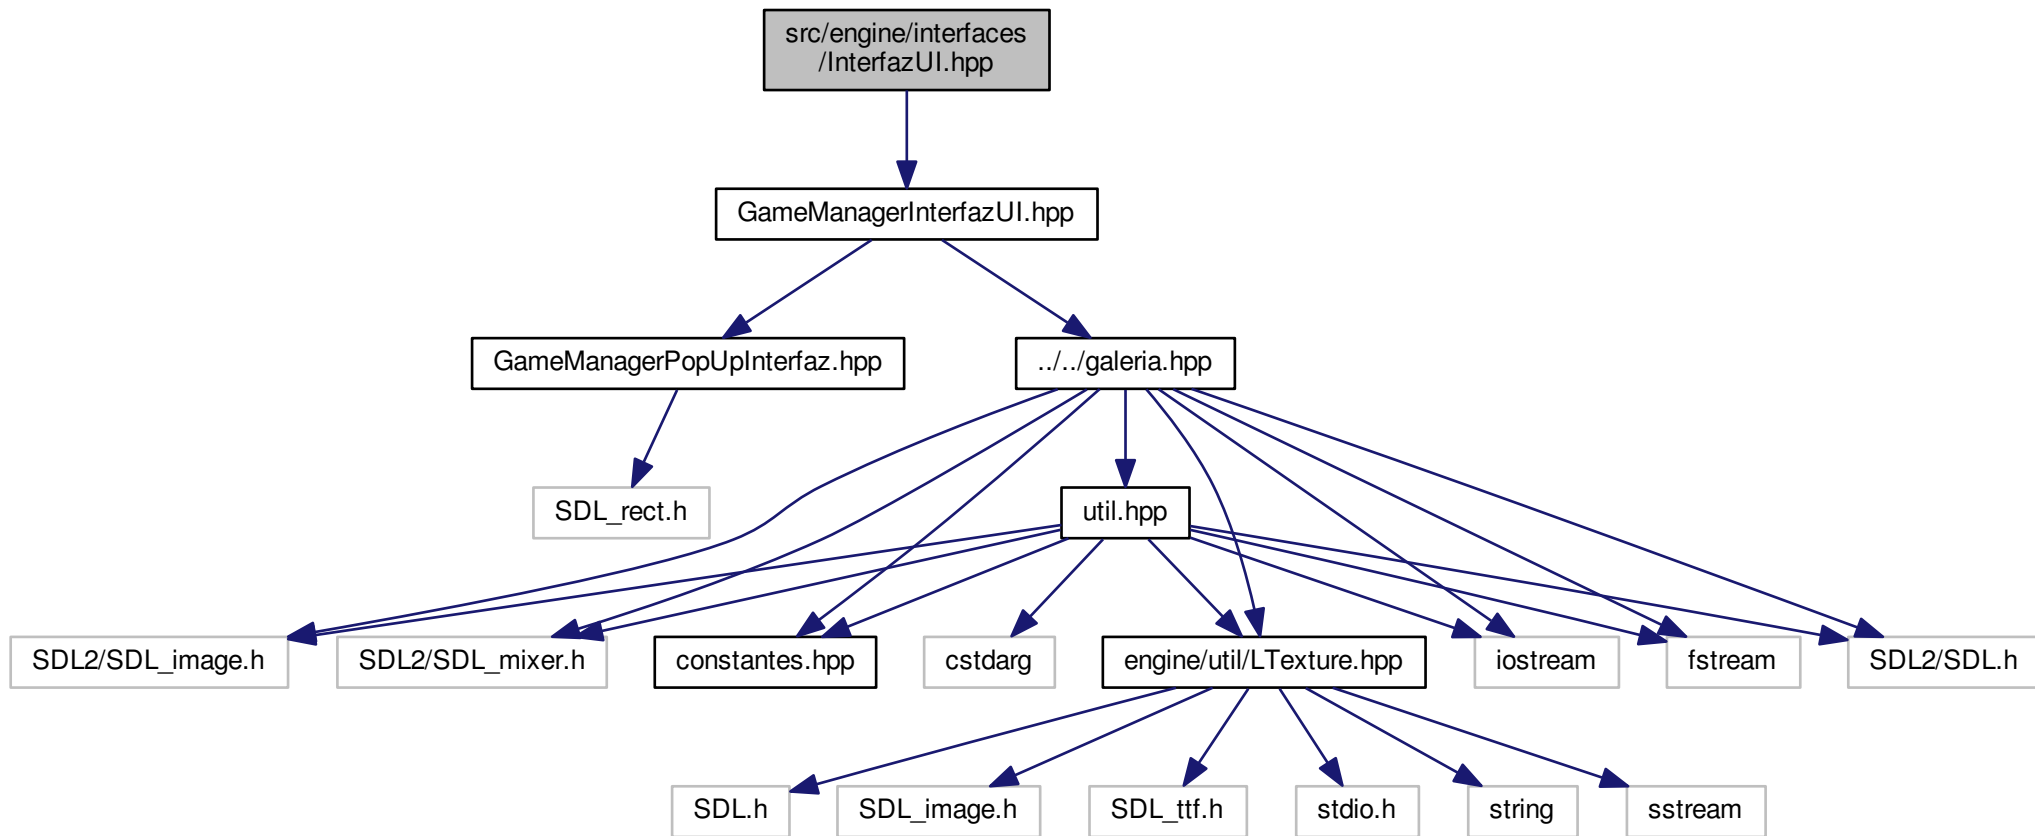 src/engine/interfaces
/InterfazUI.hpp
GameManagerInterfazUI.hpp
GameManagerPopUpInterfaz.hpp
../../galeria.hpp
SDL_rect.h
util.hpp
SDL2/SDL_image.h
SDL2/SDL_mixer.h
constantes.hpp
cstdarg
engine/util/LTexture.hpp
iostream
fstream
SDL2/SDL.h
SDL.h
SDL_image.h
SDL_ttf.h
stdio.h
string
sstream